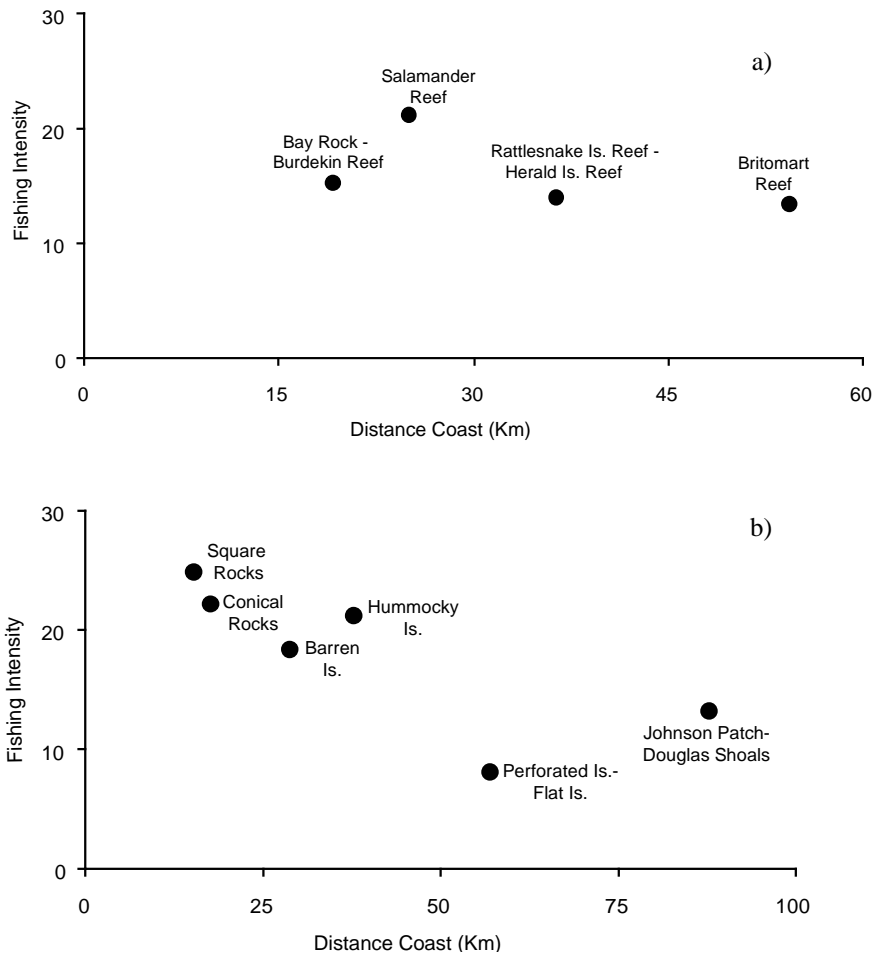 30
a)
Salamander
Reef
20
Bay Rock -
Burdekin Reef
Rattlesnake Is. Reef -
Herald Is. Reef
Britomart
Reef
Fishing Intensity
10
0
0
15
30
45
60
Distance Coast (Km)
30
b)
Square
Rocks
Conical
Rocks
Hummocky
Is.
20
Barren
Is.
Fishing Intensity
Johnson Patch-
Douglas Shoals
10
Perforated Is.-
Flat Is.
0
0
25
50
75
100
Distance Coast (Km)